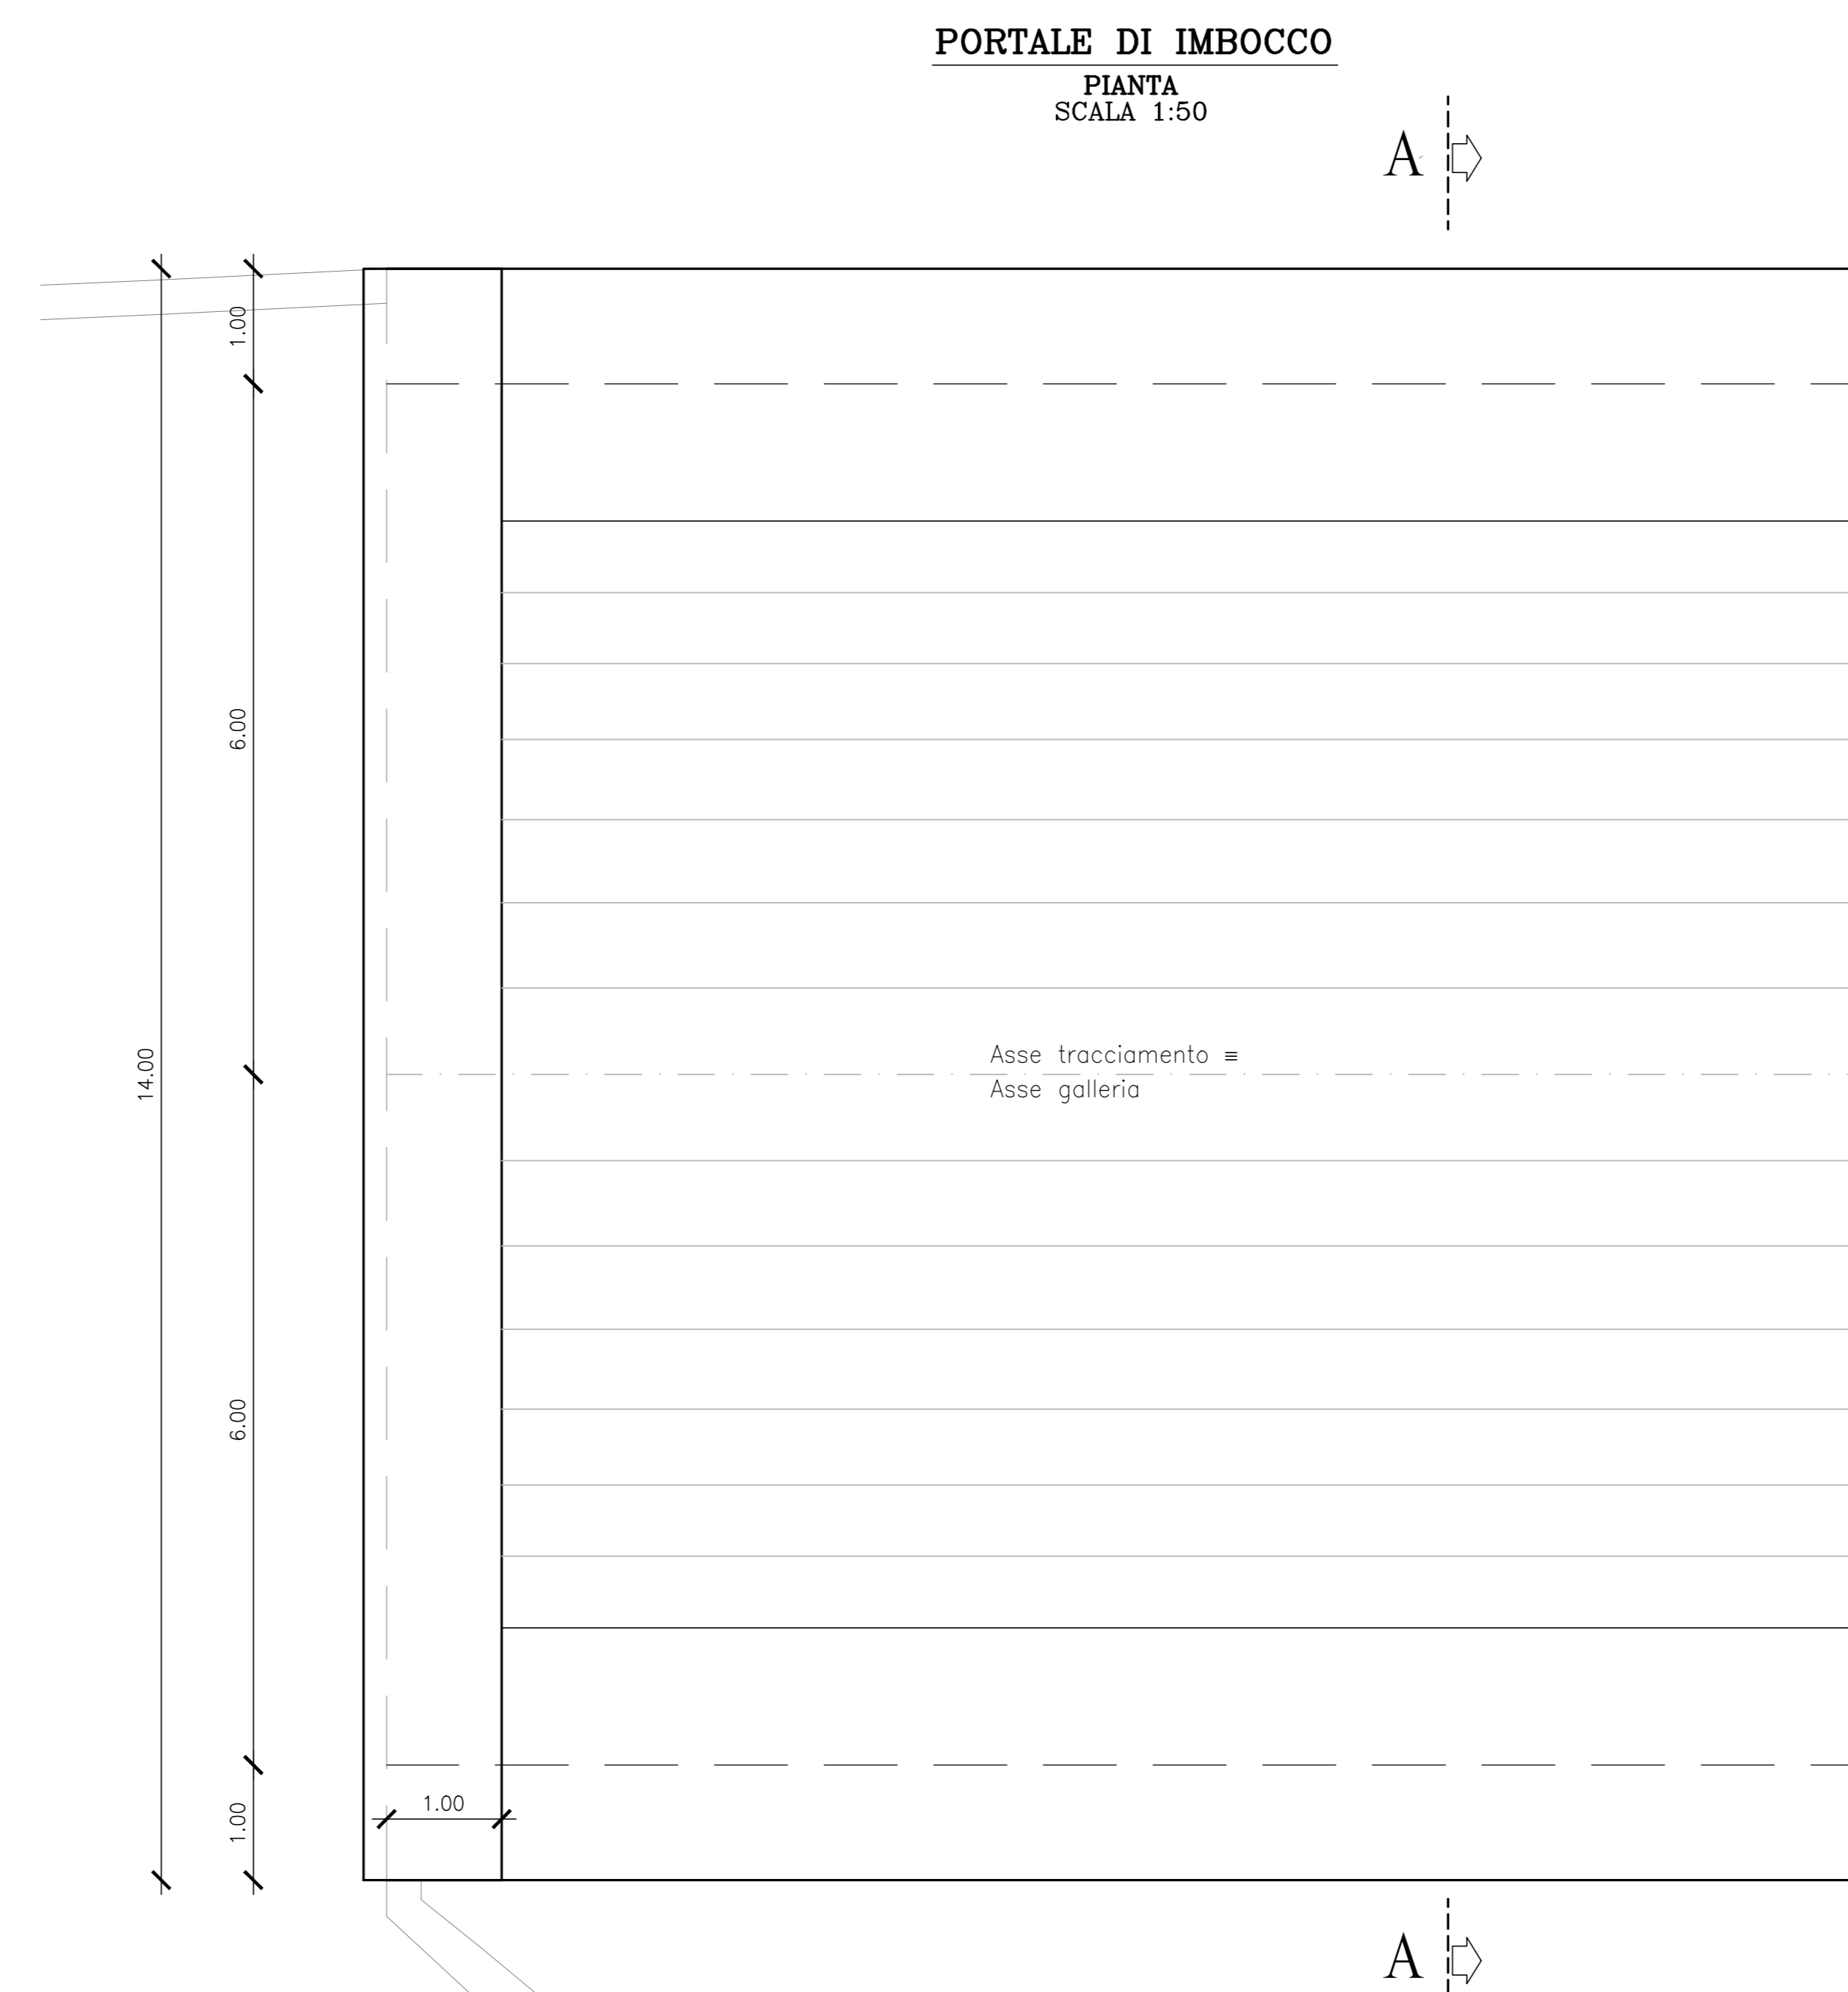 PORTALE DI IMBOCCO
PIANTA
SCALA 1:50
A
1.00
6.00
14.00
Asse tracciamento ≡
Asse galleria
6.00
1.00
1.00
A